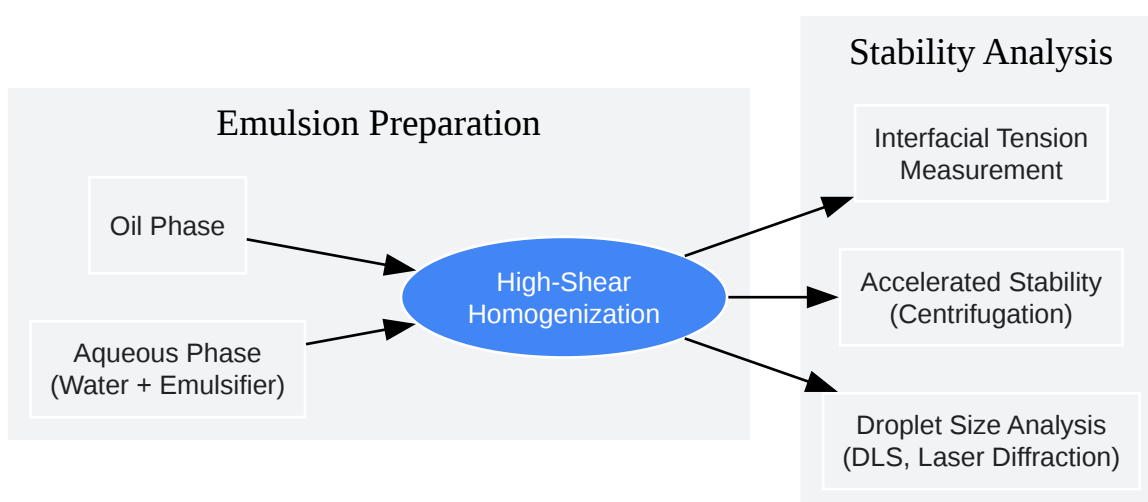 Emulsion Preparation
Oil Phase
Aqueous Phase
(Water + Emulsifier)
High-Shear
Homogenization
Stability Analysis
Interfacial Tension
Measurement
Accelerated Stability
(Centrifugation)
Droplet Size Analysis
(DLS, Laser Diffraction)